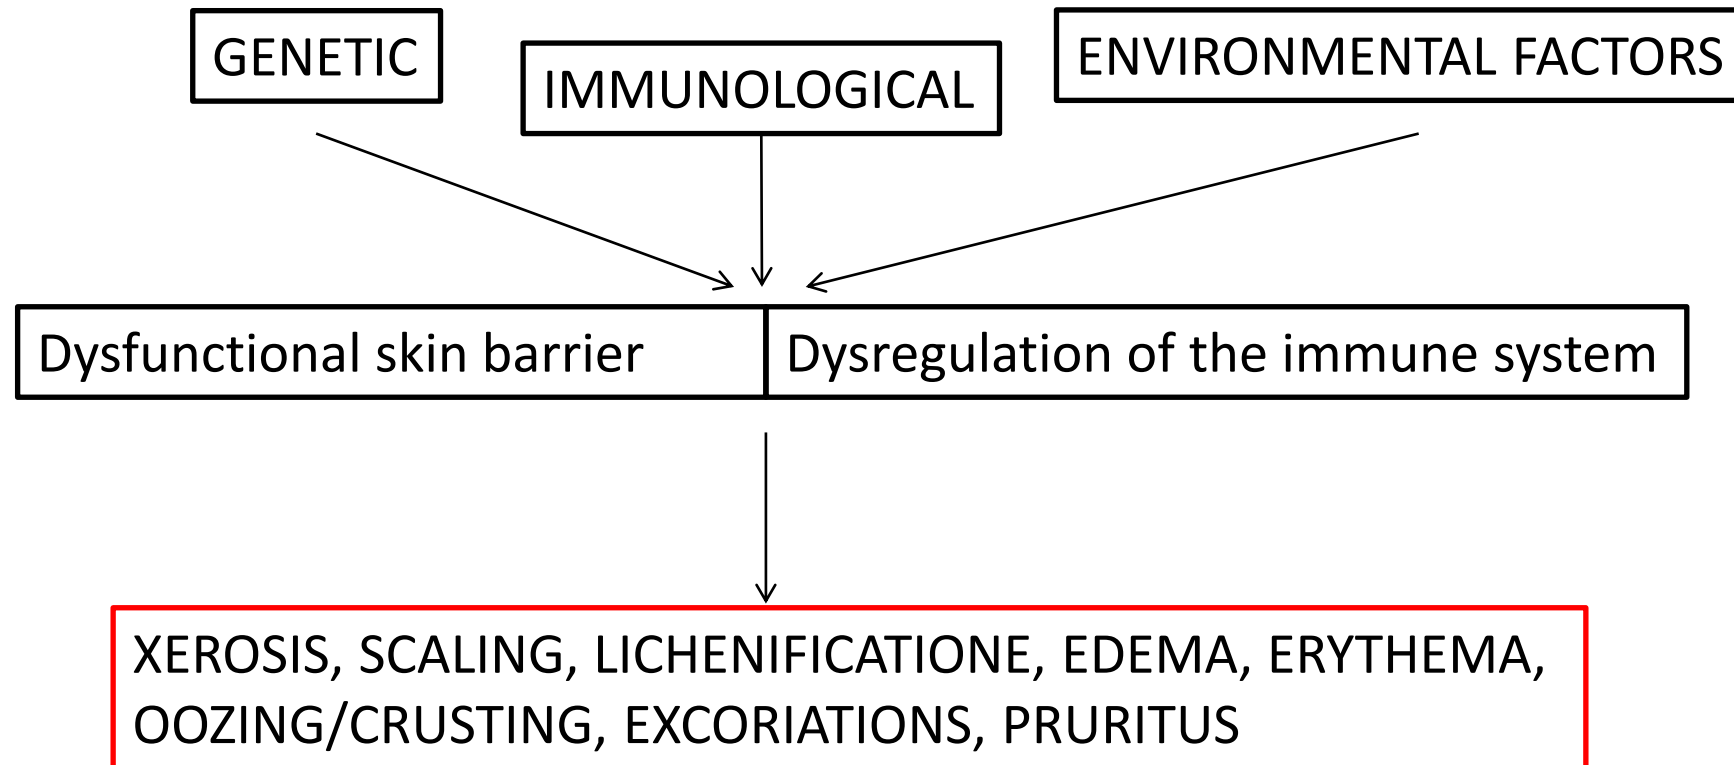 GENETIC
IMMUNOLOGICAL
ENVIRONMENTAL FACTORS
Dysfunctional skin barrier
Dysregulation of the immune system
XEROSIS, SCALING, LICHENIFICATIONE, EDEMA, ERYTHEMA,
OOZING/CRUSTING, EXCORIATIONS, PRURITUS